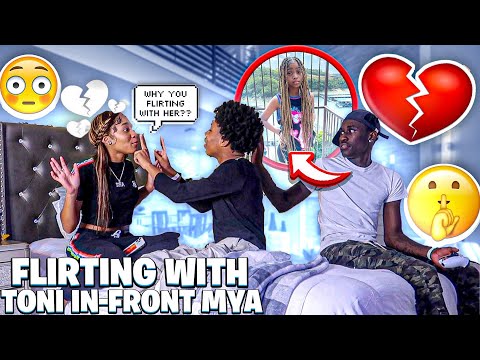 WHY YOU
FLIRTING
WITH HER??
FLIRTING WITH
TONI IN-FRONT MYA